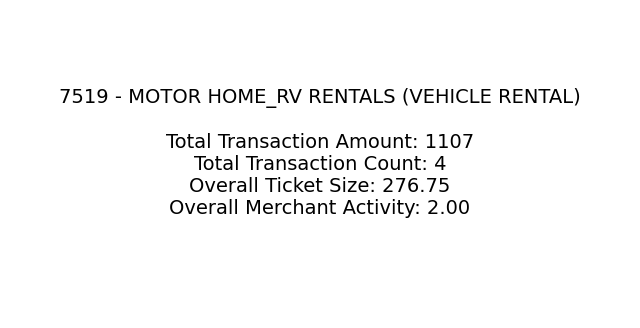 7519 - MOTOR HOME_RV RENTALS (VEHICLE RENTAL)
Total Transaction Amount: 1107
Total Transaction Count: 4
Overall Ticket Size: 276.75
Overall Merchant Activity: 2.00